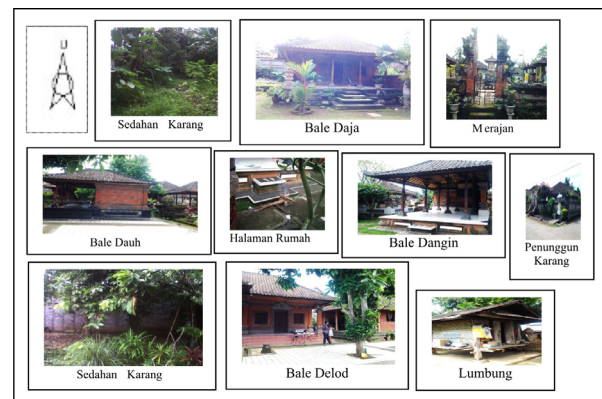 U
Sedahan Karang
Bale Daja
Merajan
Bale Dauh
Halaman Rumah
Bale Dangin
Penunggun
Karang
Sedahan Karang
Bale Delod
Lumbung